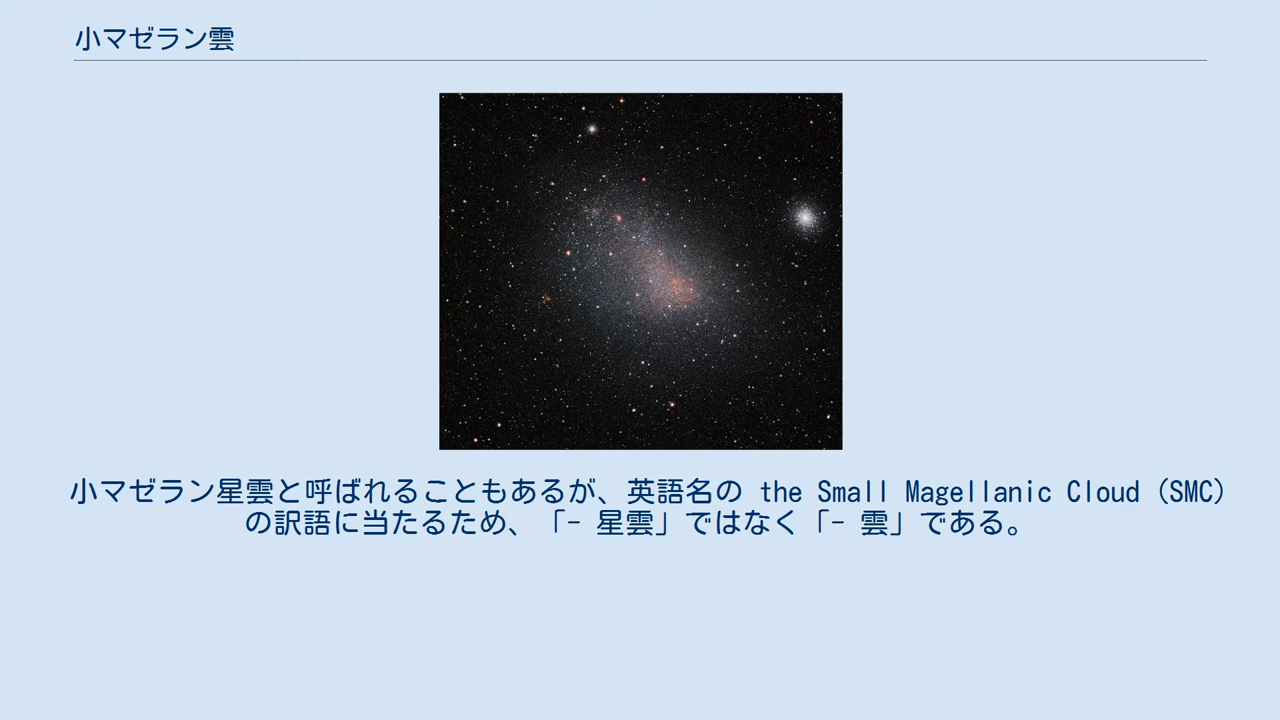 小マゼラン雲
小マゼラン星雲と呼ばれることもあるが、英語名の the Small Magellanic Cloud (SMC)
の訳語に当たるため、「- 星雲」ではなく「- 雲」である。